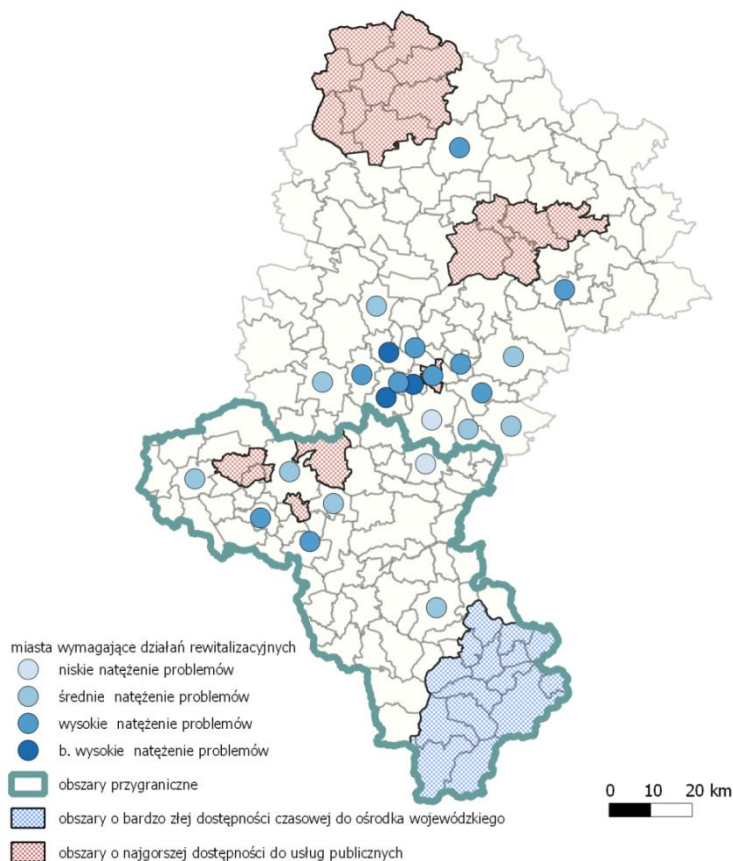 miasta wymagające działań rewitalizacyjnych
niskie natężenie problemów
średnie natężenie problemów
wysokie natężenie problemów
b. wysokie natężenie problemów
obszary przygraniczne
obszary o bardzo złej dostępności czasowej do ośrodka wojewódzkiego
obszary o najgorszej dostępności do usług publicznych
0 10 20 km